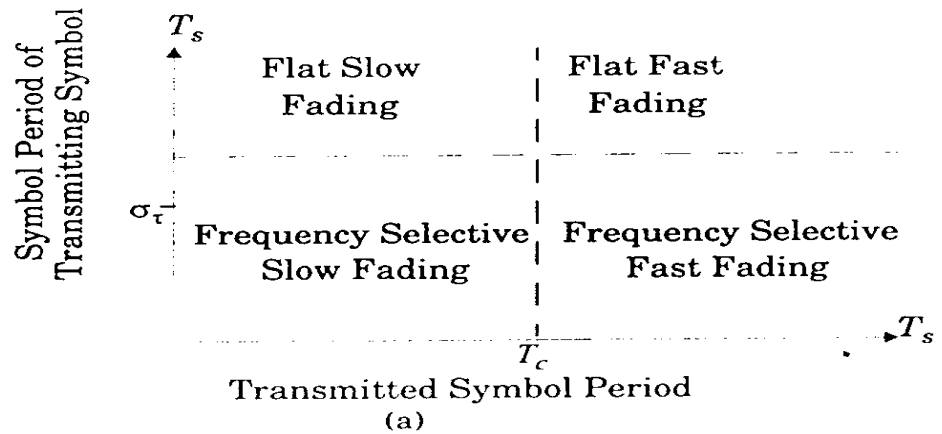 Symbol Period of
Transmitting Symbol
T_s
Flat Slow
Fading
Flat Fast
Fading
σ_τ
Frequency Selective
Slow Fading
Frequency Selective
Fast Fading
T_s
T_c
Transmitted Symbol Period
(a)